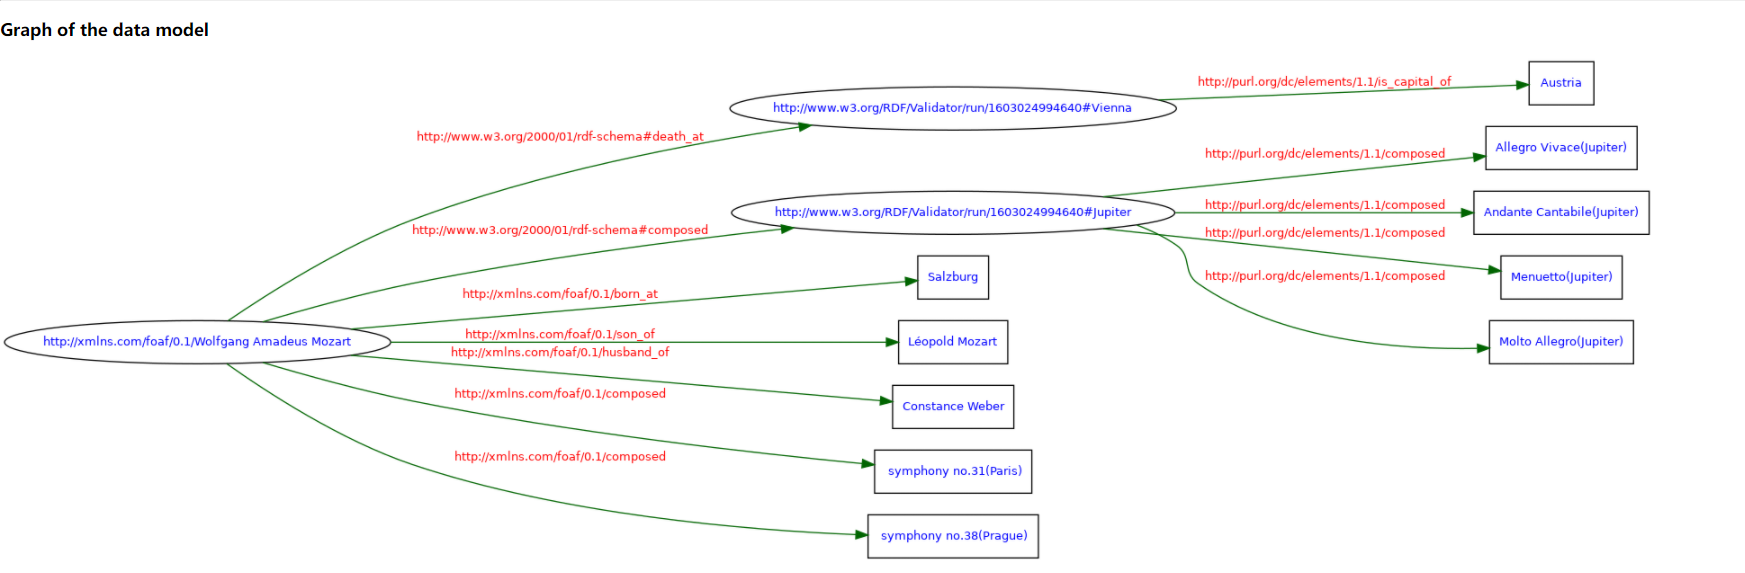 Graph of the data model
http://purl.org/dc/elements/1.1/is_capital_of
Austria
http://www.w3.org/RDF/Validator/run/1603024994640#Vienna
http://www.w3.org/2000/01/rdf-schema#death_at
http://purl.org/dc/elements/1.1/composed
Allegro Vivace(Jupiter)
http://www.w3.org/RDF/Validator/run/1603024994640#Jupiter
http://purl.org/dc/elements/1.1/composed
Andante Cantabile(Jupiter)
http://www.w3.org/2000/01/rdf-schema#composed
http://purl.org/dc/elements/1.1/composed
Salzburg
http://purl.org/dc/elements/1.1/composed
Menuetto(Jupiter)
http://xmlns.com/foaf/0.1/born_at
http://xmlns.com/foaf/0.1/son_of
http://xmlns.com/foaf/0.1/Wolfgang Amadeus Mozart
Léopold Mozart
Molto Allegro(Jupiter)
http://xmlns.com/foaf/0.1/husband_of
http://xmlns.com/foaf/0.1/composed
Constance Weber
http://xmlns.com/foaf/0.1/composed
symphony no.31(Paris)
symphony no.38(Prague)